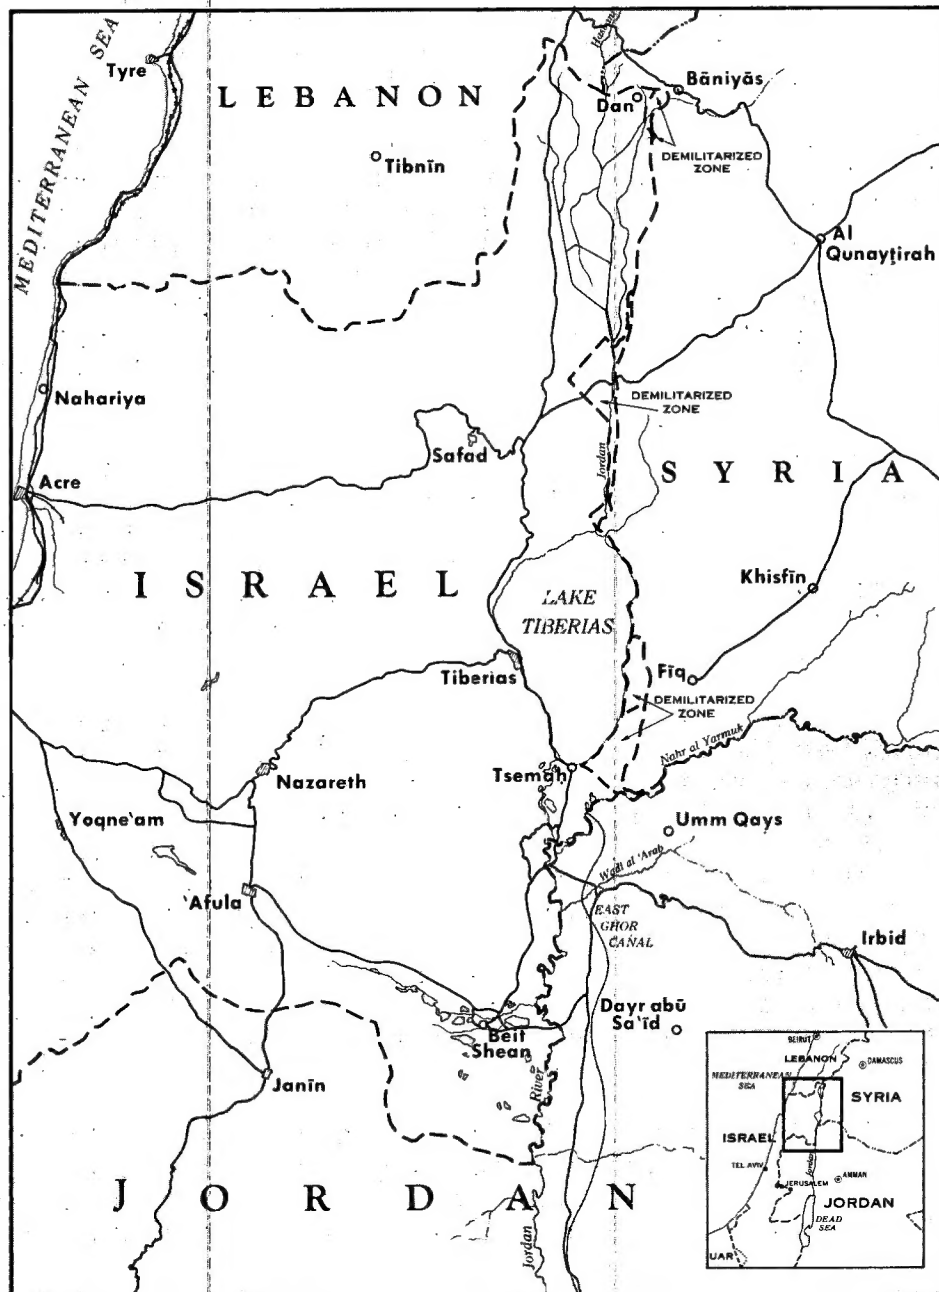 MEDITERRANEAN SEA
Tyre
LEBANON
Tibnīn
Dan
Bāniyās
DEMILITARIZED
ZONE
Al
Qunayṭirah
Nahariya
DEMILITARIZED
ZONE
Safad
Jordan
SYRIA
Acre
ISRAEL
LAKE
TIBERIAS
Khisfīn
Tiberias
Fīq
DEMILITARIZED
ZONE
Nahr al Yarmuk
Tsemaḥ
Nazareth
Yoqne'am
Umm Qays
Wadi al 'Arab
'Afula
EAST
GHOR
CANAL
Irbid
Dayr abū
Sa'īd
Beit
Shean
Janīn
River
JORDAN
Jordan
BEIRUT
LEBANON
DAMASCUS
MEDITERRANEAN
SEA
SYRIA
ISRAEL
TEL AVIV
Jordan
JERUSALEM
AMMAN
JORDAN
DEAD
SEA
UAR